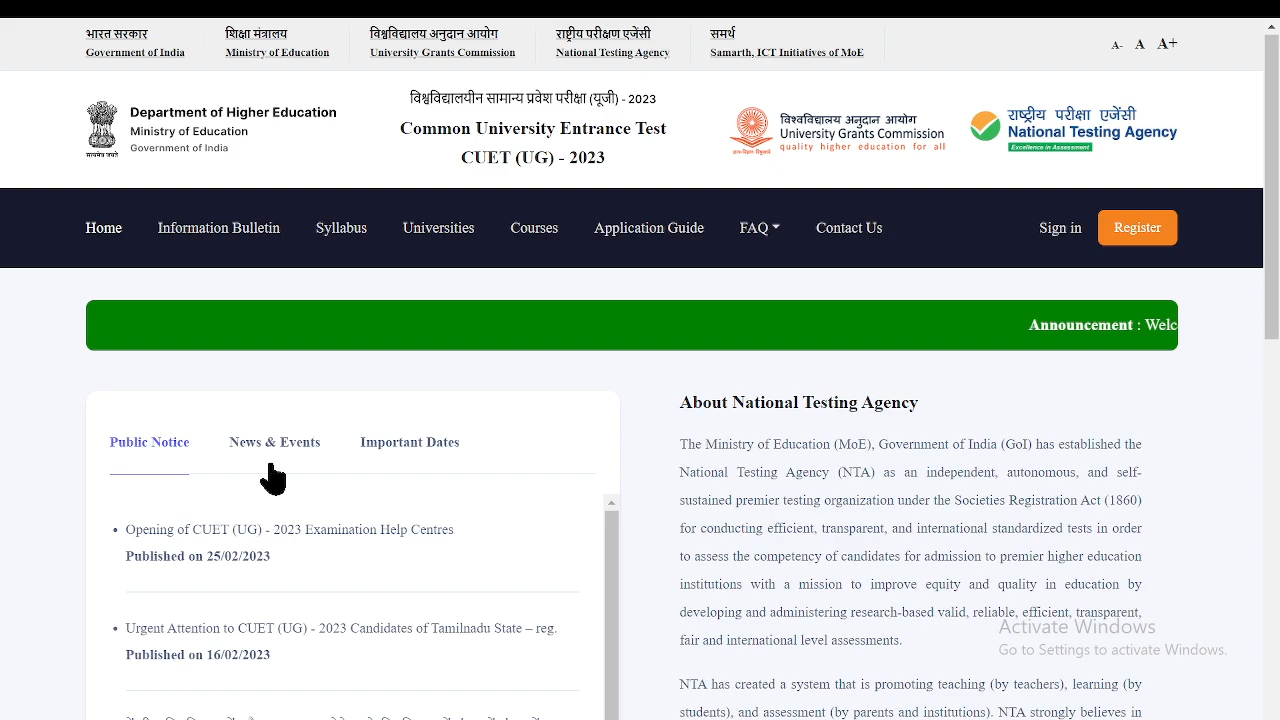 भारत सरकार
Government of India
शिक्षा मंत्रालय
Ministry of Education
विश्वविद्यालय अनुदान आयोग
University Grants Commission
राष्ट्रीय परीक्षण एजेंसी
National Testing Agency
समर्थ
Samarth, ICT Initiatives of MoE
A- A A+
सत्यमेव जयते
Department of Higher Education
Ministry of Education
Government of India
विश्वविद्यालयीन सामान्य प्रवेश परीक्षा (यूजी) - 2023
Common University Entrance Test
CUET (UG) - 2023
ज्ञान-विज्ञान विमुक्तये
विश्वविद्यालय अनुदान आयोग
University Grants Commission
quality higher education for all
राष्ट्रीय परीक्षा एजेंसी
National Testing Agency
Excellence in Assessment
Home Information Bulletin Syllabus Universities Courses Application Guide FAQ Contact Us Sign in Register
Announcement : Welc
Public Notice News & Events Important Dates
• Opening of CUET (UG) - 2023 Examination Help Centres
Published on 25/02/2023
• Urgent Attention to CUET (UG) - 2023 Candidates of Tamilnadu State – reg.
Published on 16/02/2023
About National Testing Agency
The Ministry of Education (MoE), Government of India (GoI) has established the
National Testing Agency (NTA) as an independent, autonomous, and self-
sustained premier testing organization under the Societies Registration Act (1860)
for conducting efficient, transparent, and international standardized tests in order
to assess the competency of candidates for admission to premier higher education
institutions with a mission to improve equity and quality in education by
developing and administering research-based valid, reliable, efficient, transparent,
fair and international level assessments.
NTA has created a system that is promoting teaching (by teachers), learning (by
students), and assessment (by parents and institutions). NTA strongly believes in
Activate Windows
Go to Settings to activate Windows.